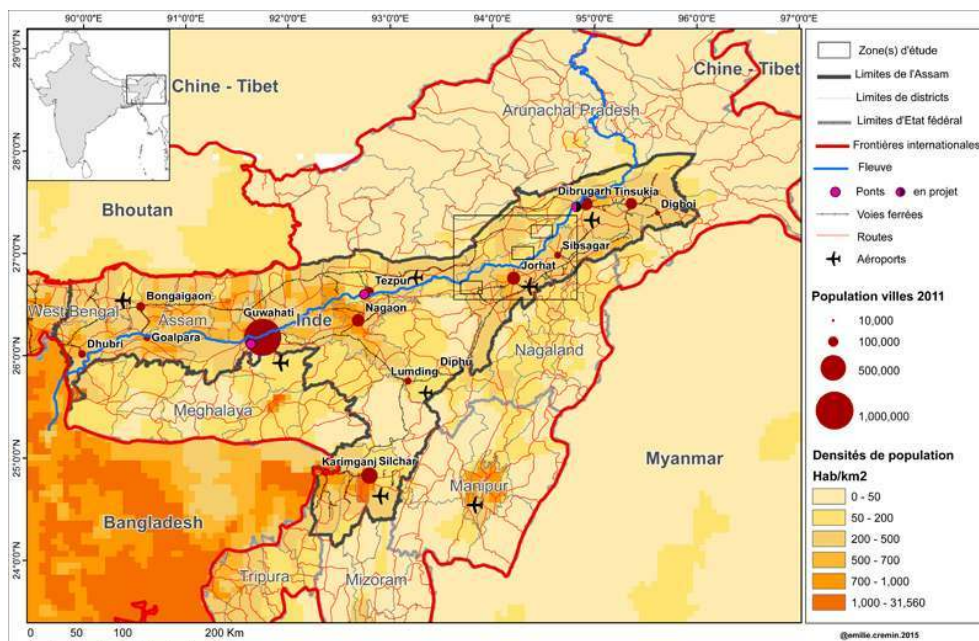 90°0'0"E 91°0'0"E 92°0'0"E 93°0'0"E 94°0'0"E 95°0'0"E 96°0'0"E 97°0'0"E
29°0'0"N
28°0'0"N
27°0'0"N
26°0'0"N
25°0'0"N
24°0'0"N
Chine - Tibet
Chine - Tibet
Arunachal Pradesh
Bhoutan
Dibrugarh Tinsukia
Digboi
Sibsagar
Jorhat
Tezpur
Bongaigaon
West Bengal
Guwahati
Assam
Inde
Nagaon
Goalpara
Dhubri
Nagaland
Diphu
Lumding
Meghalaya
Karimganj Silchar
Myanmar
Manipur
Bangladesh
Tripura
Mizoram
0 50 100 200 Km
Zone(s) d'étude
Limites de l'Assam
Limites de districts
Limites d'Etat fédéral
Frontières internationales
Fleuve
Ponts en projet
Voies ferrées
Routes
Aéroports
Population villes 2011
10,000
100,000
500,000
1,000,000
Densités de population
Hab/km2
0 - 50
50 - 200
200 - 500
500 - 700
700 - 1,000
1,000 - 31,560
@emilie.cremin.2015